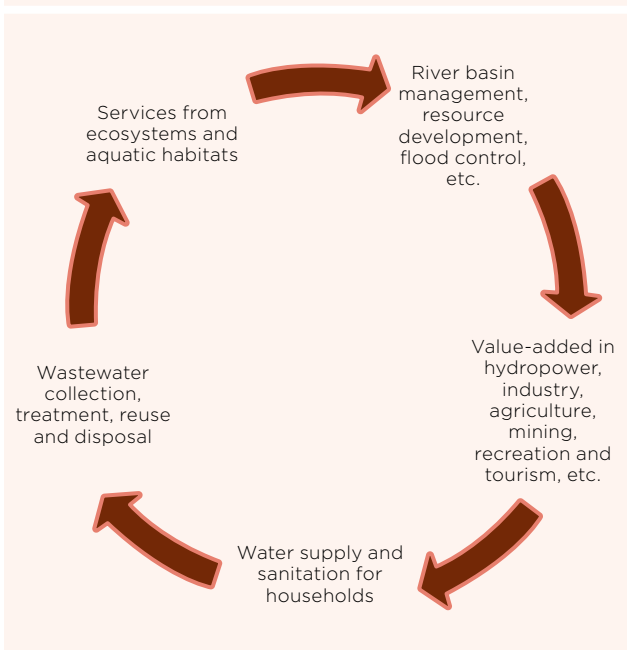 Services from
ecosystems and
aquatic habitats
River basin
management,
resource
development,
flood control,
etc.
Value-added in
hydropower,
industry,
agriculture,
mining,
recreation and
tourism, etc.
Water supply and
sanitation for
households
Wastewater
collection,
treatment, reuse
and disposal